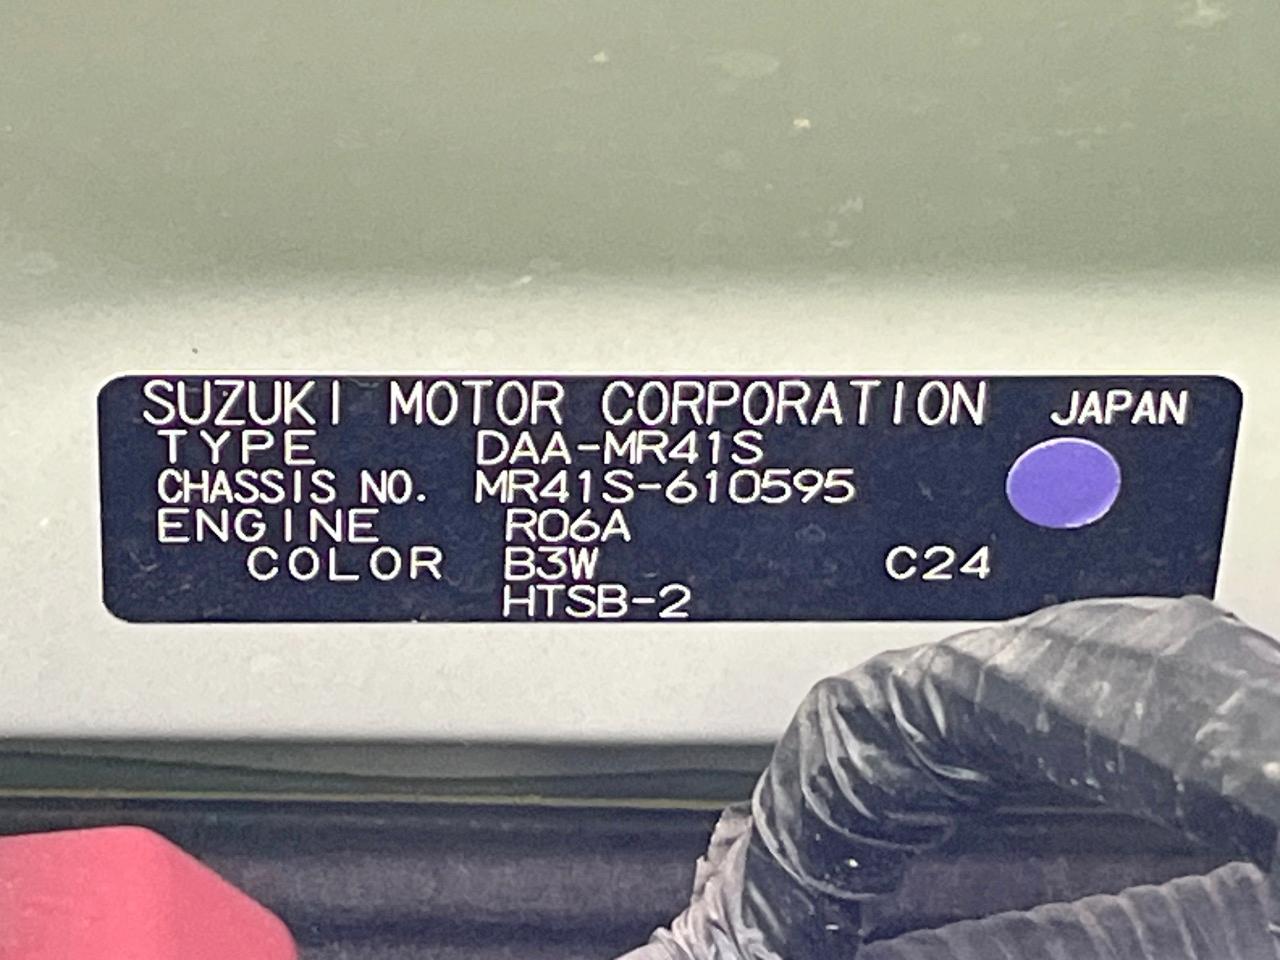 SUZUKI MOTOR CORPORATION JAPAN
TYPE DAA-MR41S
CHASSIS NO. MR41S-610595
ENGINE R06A
COLOR B3W C24
HTSB-2